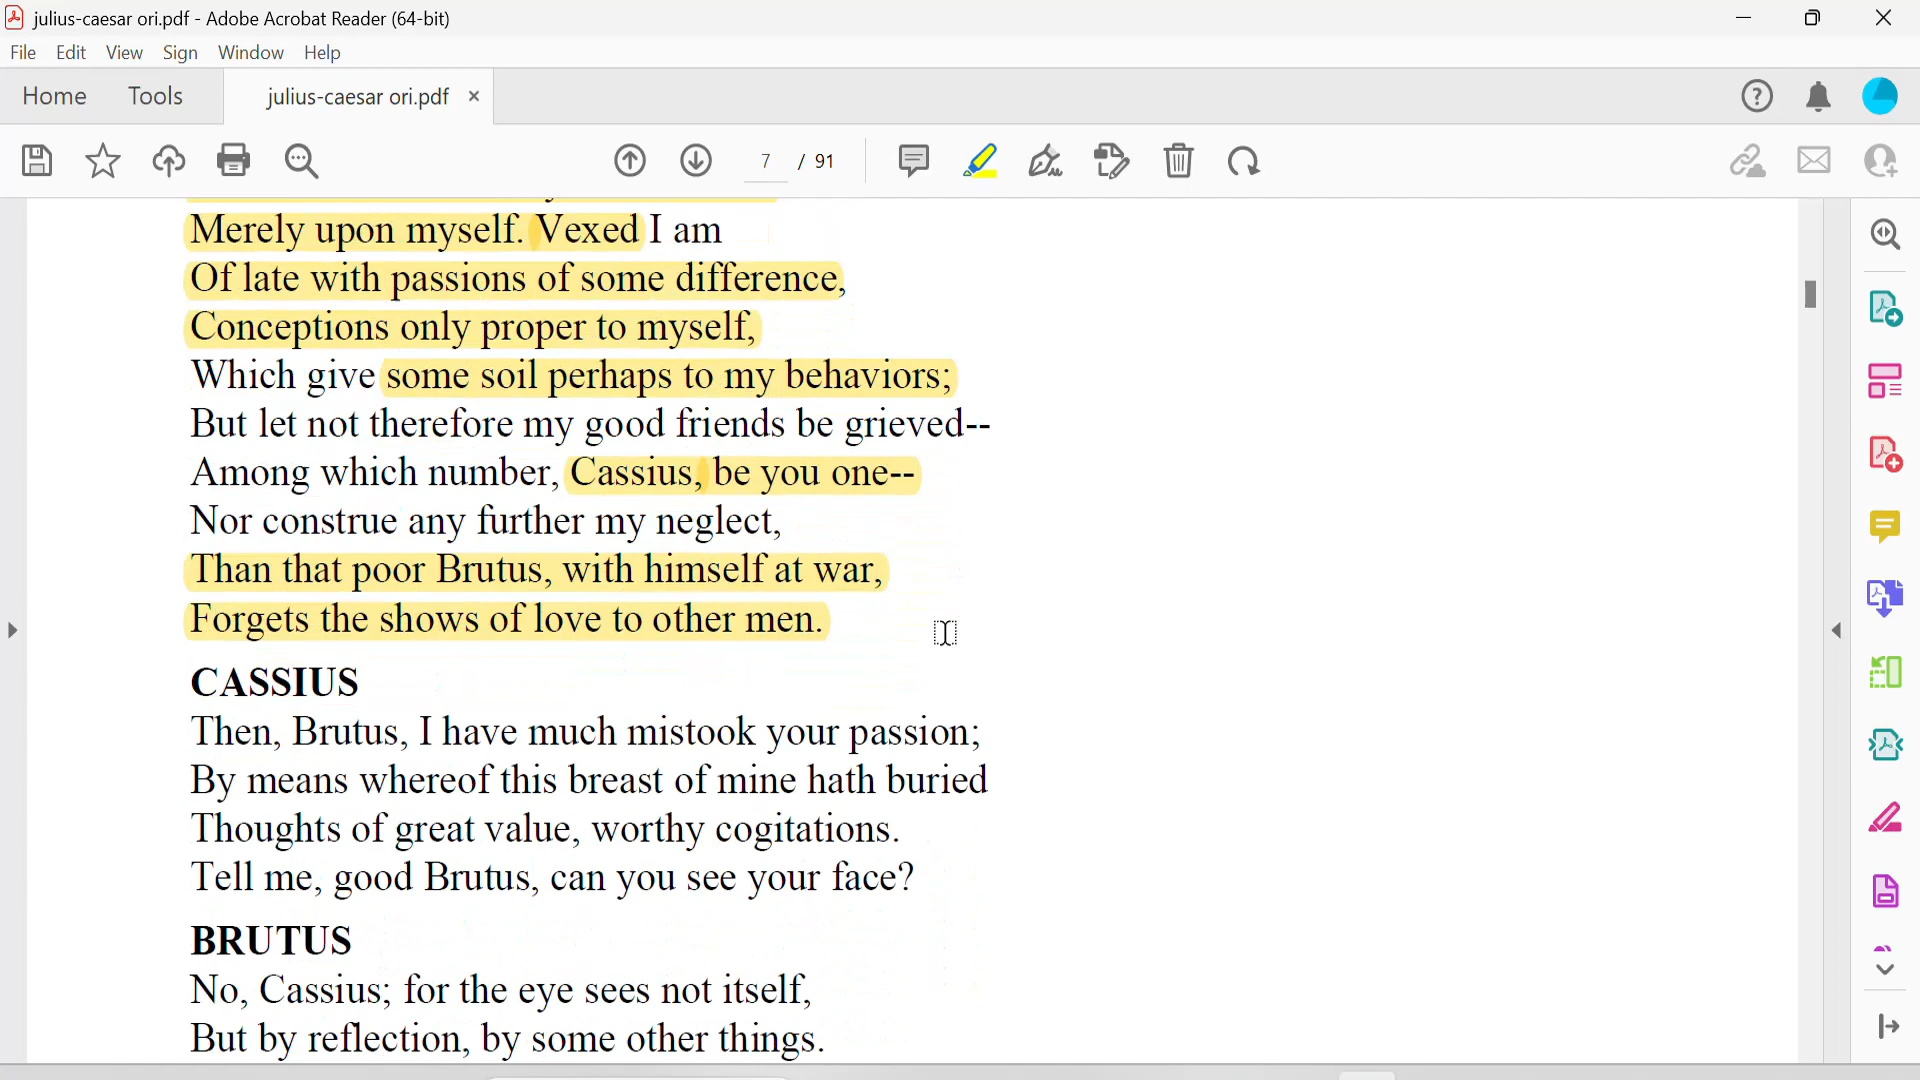 julius-caesar ori.pdf - Adobe Acrobat Reader (64-bit)
File Edit View Sign Window Help
Home Tools julius-caesar ori.pdf ×
7 / 91
Merely upon myself. Vexed I am
Of late with passions of some difference,
Conceptions only proper to myself,
Which give some soil perhaps to my behaviors;
But let not therefore my good friends be grieved--
Among which number, Cassius, be you one--
Nor construe any further my neglect,
Than that poor Brutus, with himself at war,
Forgets the shows of love to other men.
CASSIUS
Then, Brutus, I have much mistook your passion;
By means whereof this breast of mine hath buried
Thoughts of great value, worthy cogitations.
Tell me, good Brutus, can you see your face?
BRUTUS
No, Cassius; for the eye sees not itself,
But by reflection, by some other things.